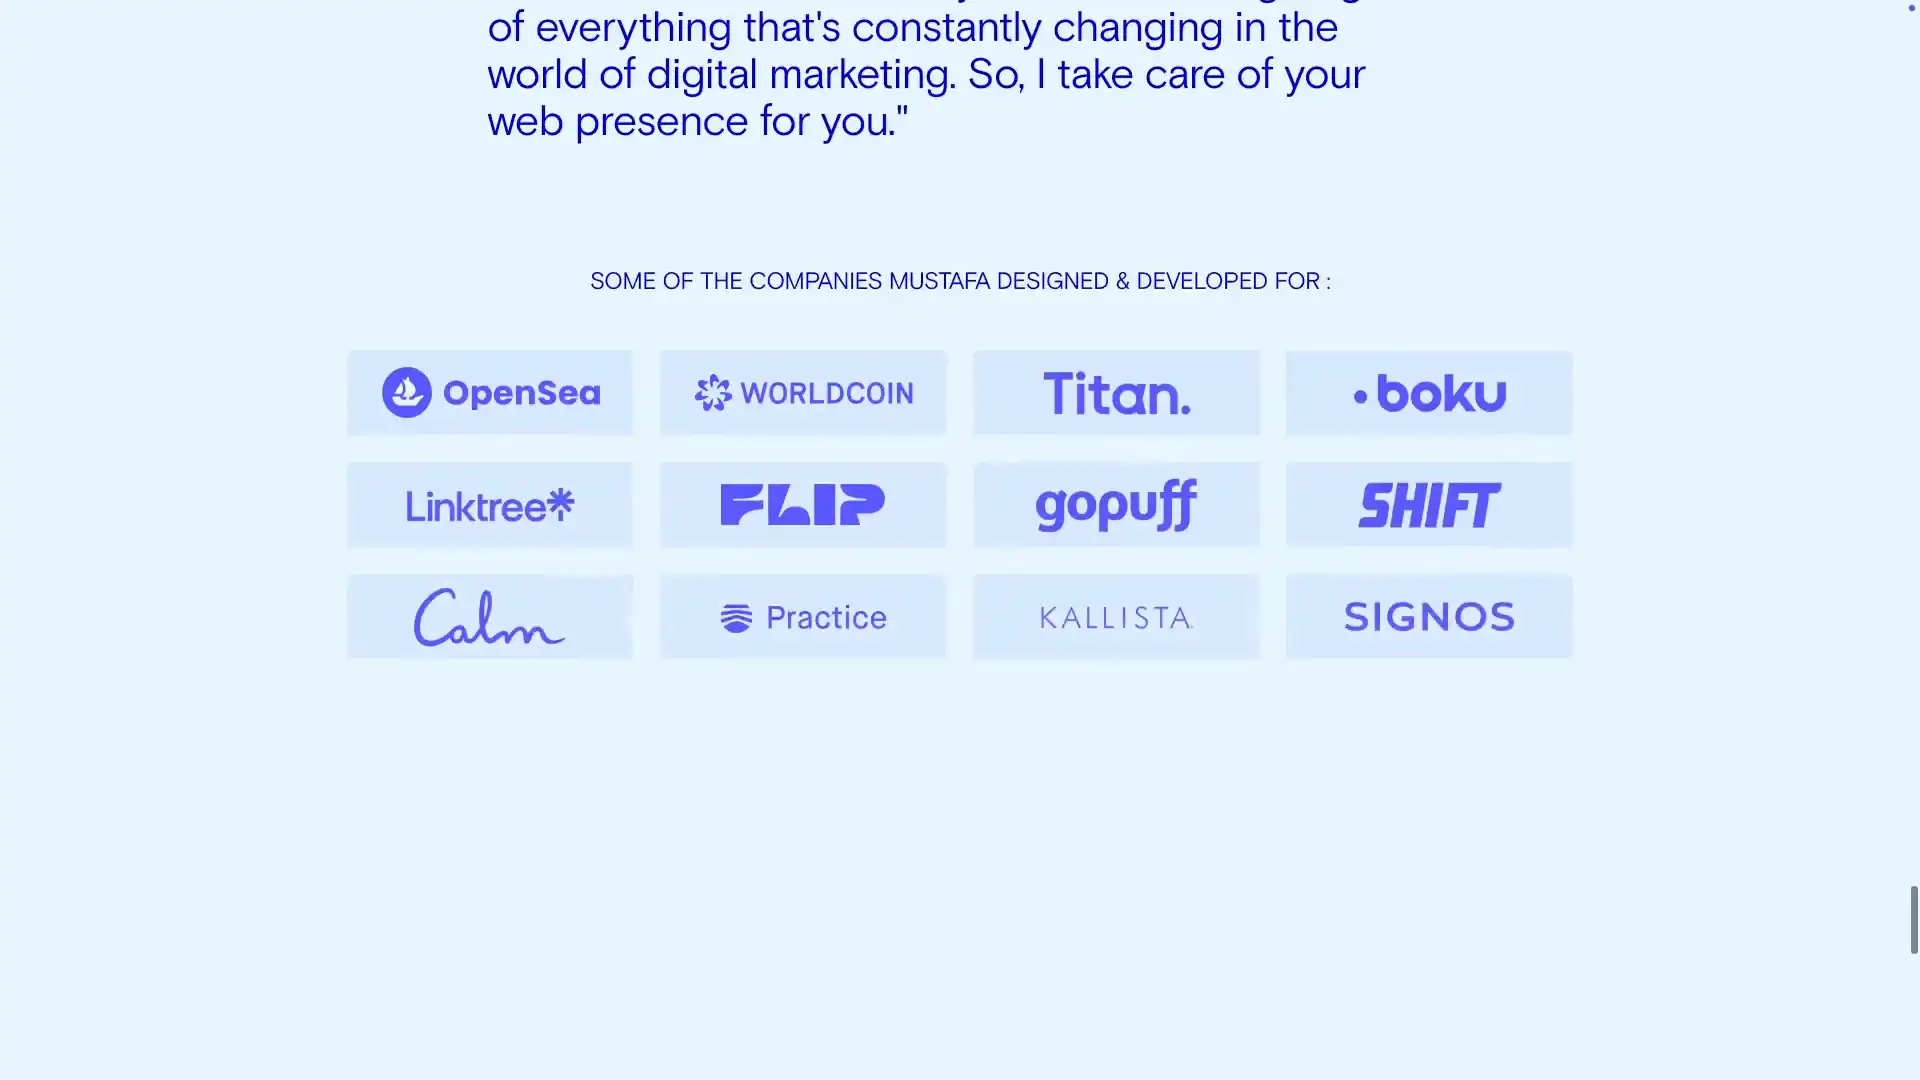 of everything that's constantly changing in the
world of digital marketing. So, I take care of your
web presence for you."
SOME OF THE COMPANIES MUSTAFA DESIGNED & DEVELOPED FOR :
OpenSea
WORLDCOIN
Titan.
boku
Linktree*
FLIP
gopuff
SHIFT
Calm
Practice
KALLISTA
SIGNOS